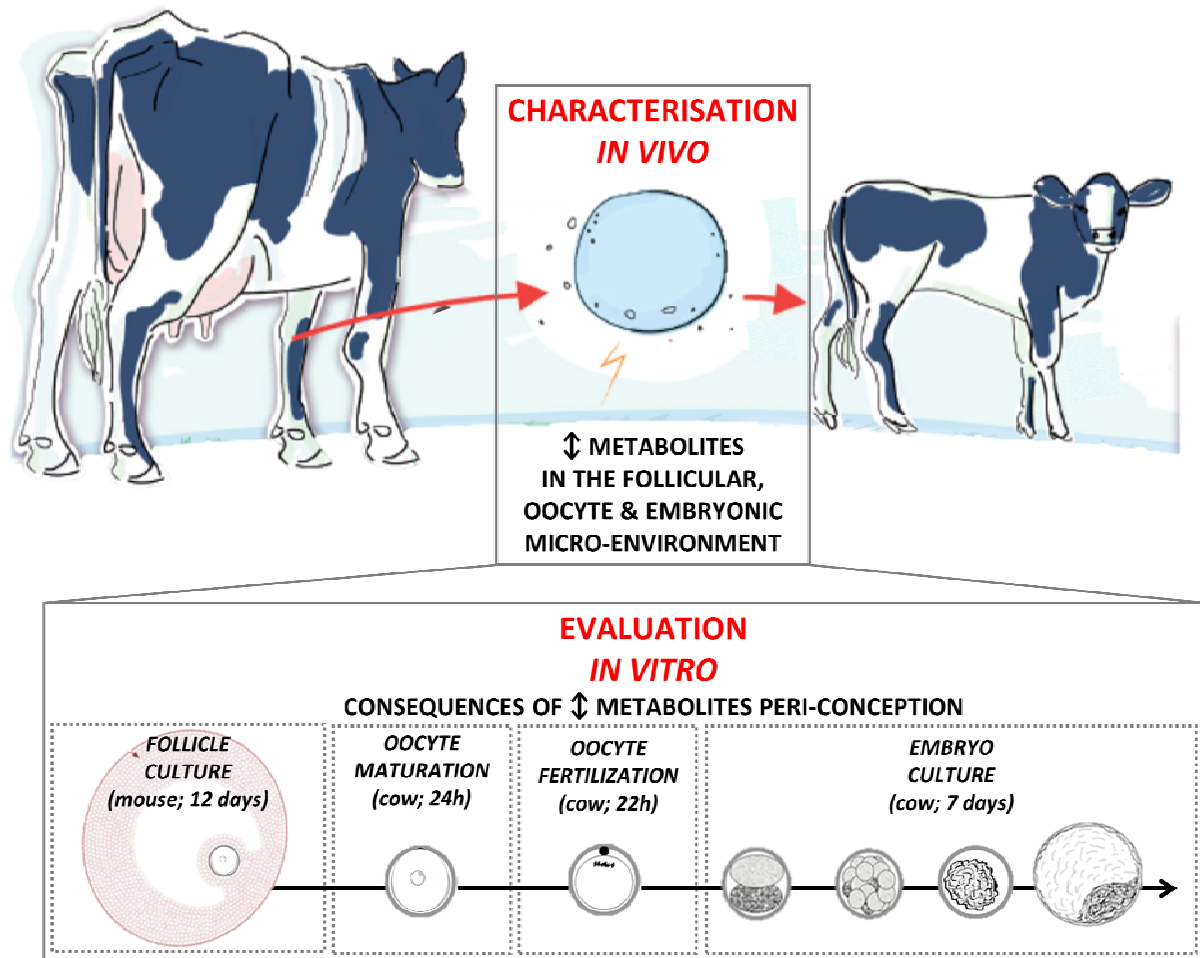 CHARACTERISATION
IN VIVO
↕ METABOLITES
IN THE FOLLICULAR,
OOCYTE & EMBRYONIC
MICRO-ENVIRONMENT
EVALUATION
IN VITRO
CONSEQUENCES OF ↕ METABOLITES PERI-CONCEPTION
FOLLICLE
CULTURE
(mouse; 12 days)
OOCYTE
MATURATION
(cow; 24h)
OOCYTE
FERTILIZATION
(cow; 22h)
EMBRYO
CULTURE
(cow; 7 days)